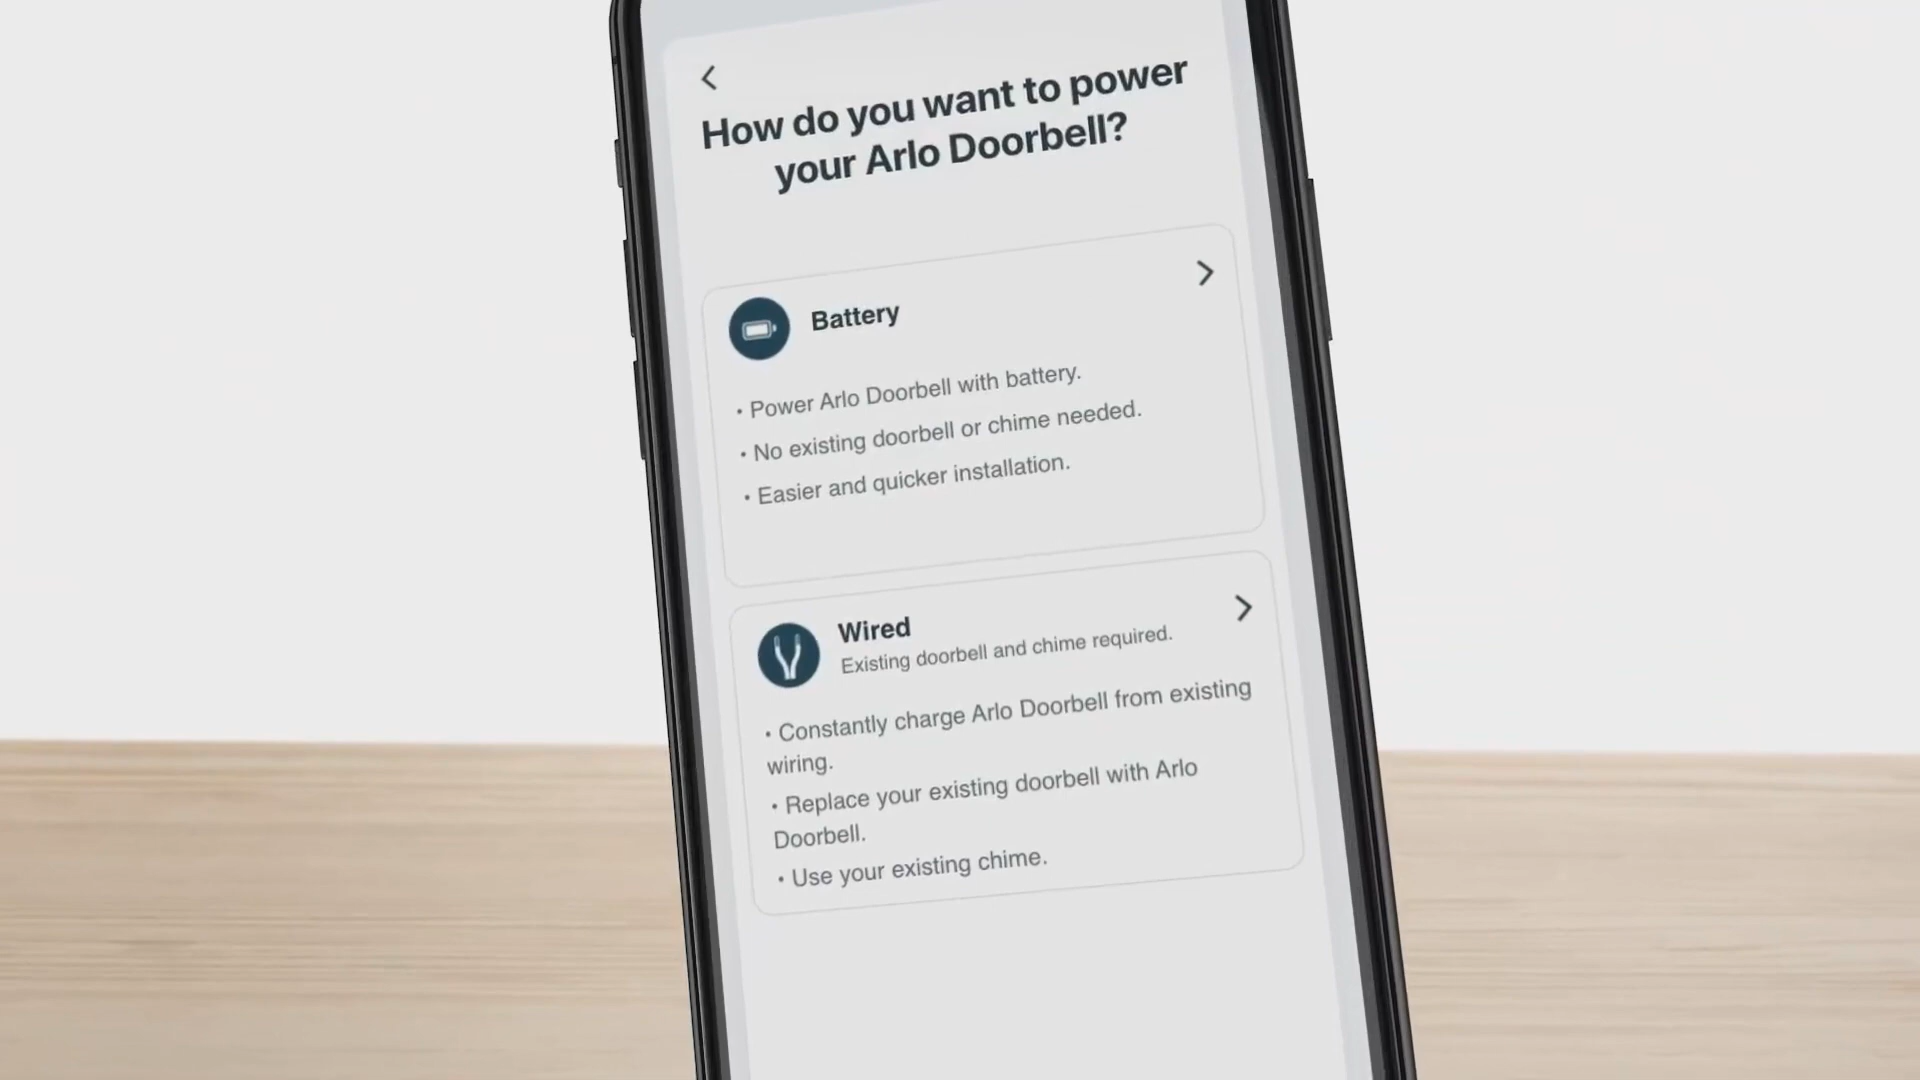 How do you want to power
your Arlo Doorbell?
Battery
• Power Arlo Doorbell with battery.
• No existing doorbell or chime needed.
• Easier and quicker installation.
Wired
Existing doorbell and chime required.
• Constantly charge Arlo Doorbell from existing
wiring.
• Replace your existing doorbell with Arlo
Doorbell.
• Use your existing chime.